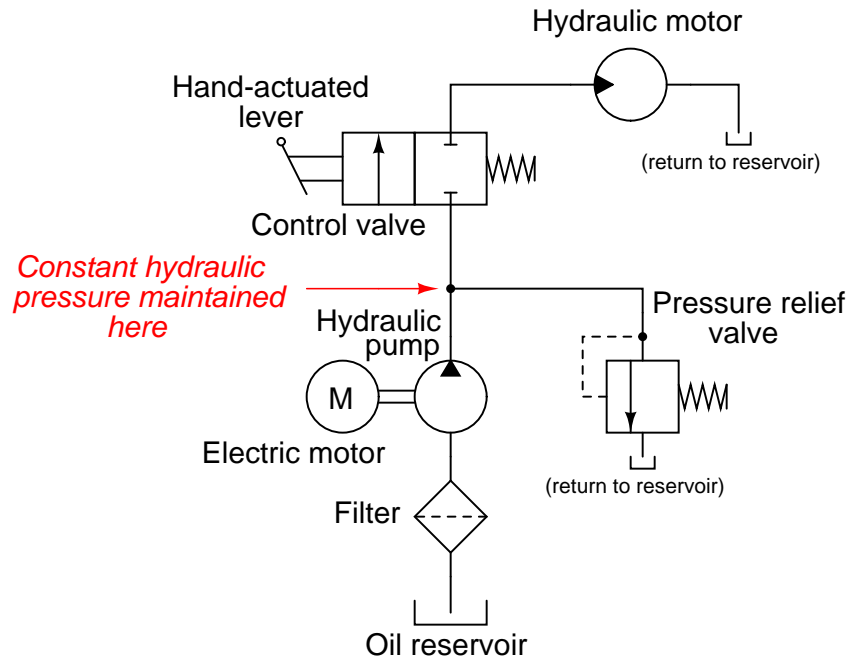 Hydraulic motor
Hand-actuated
lever
(return to reservoir)
Control valve
Constant hydraulic
pressure maintained
here
Hydraulic
pump
Pressure relief
valve
M
Electric motor
(return to reservoir)
Filter
Oil reservoir